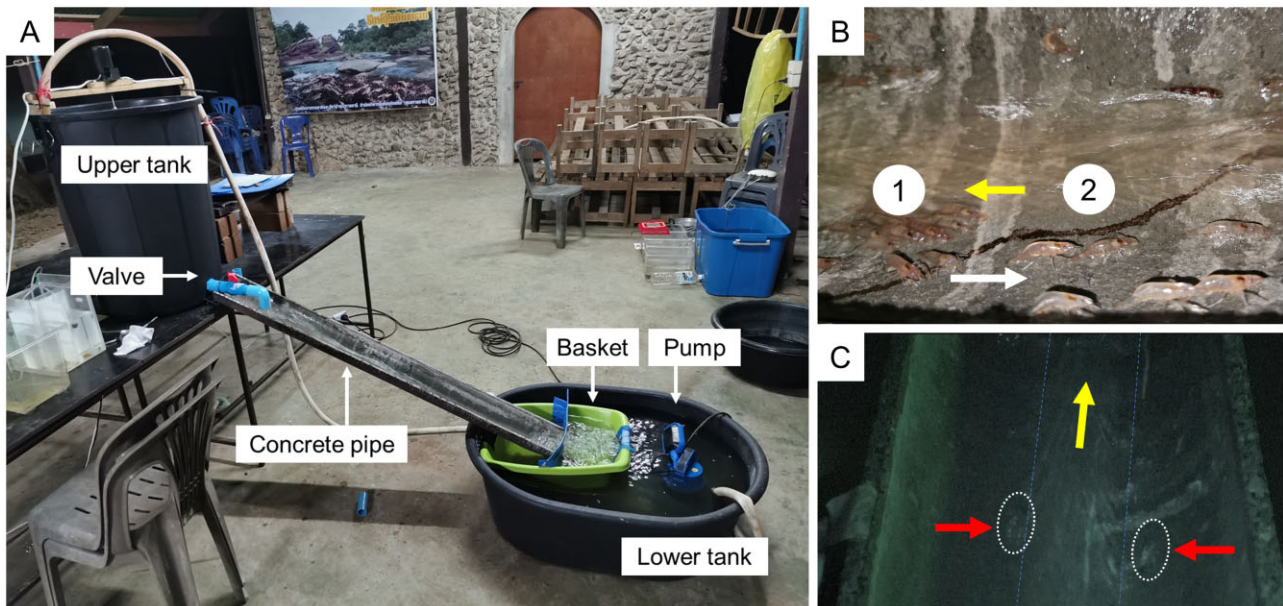 A
Upper tank
Valve
Concrete pipe
Basket
Pump
Lower tank
B
1
2
C